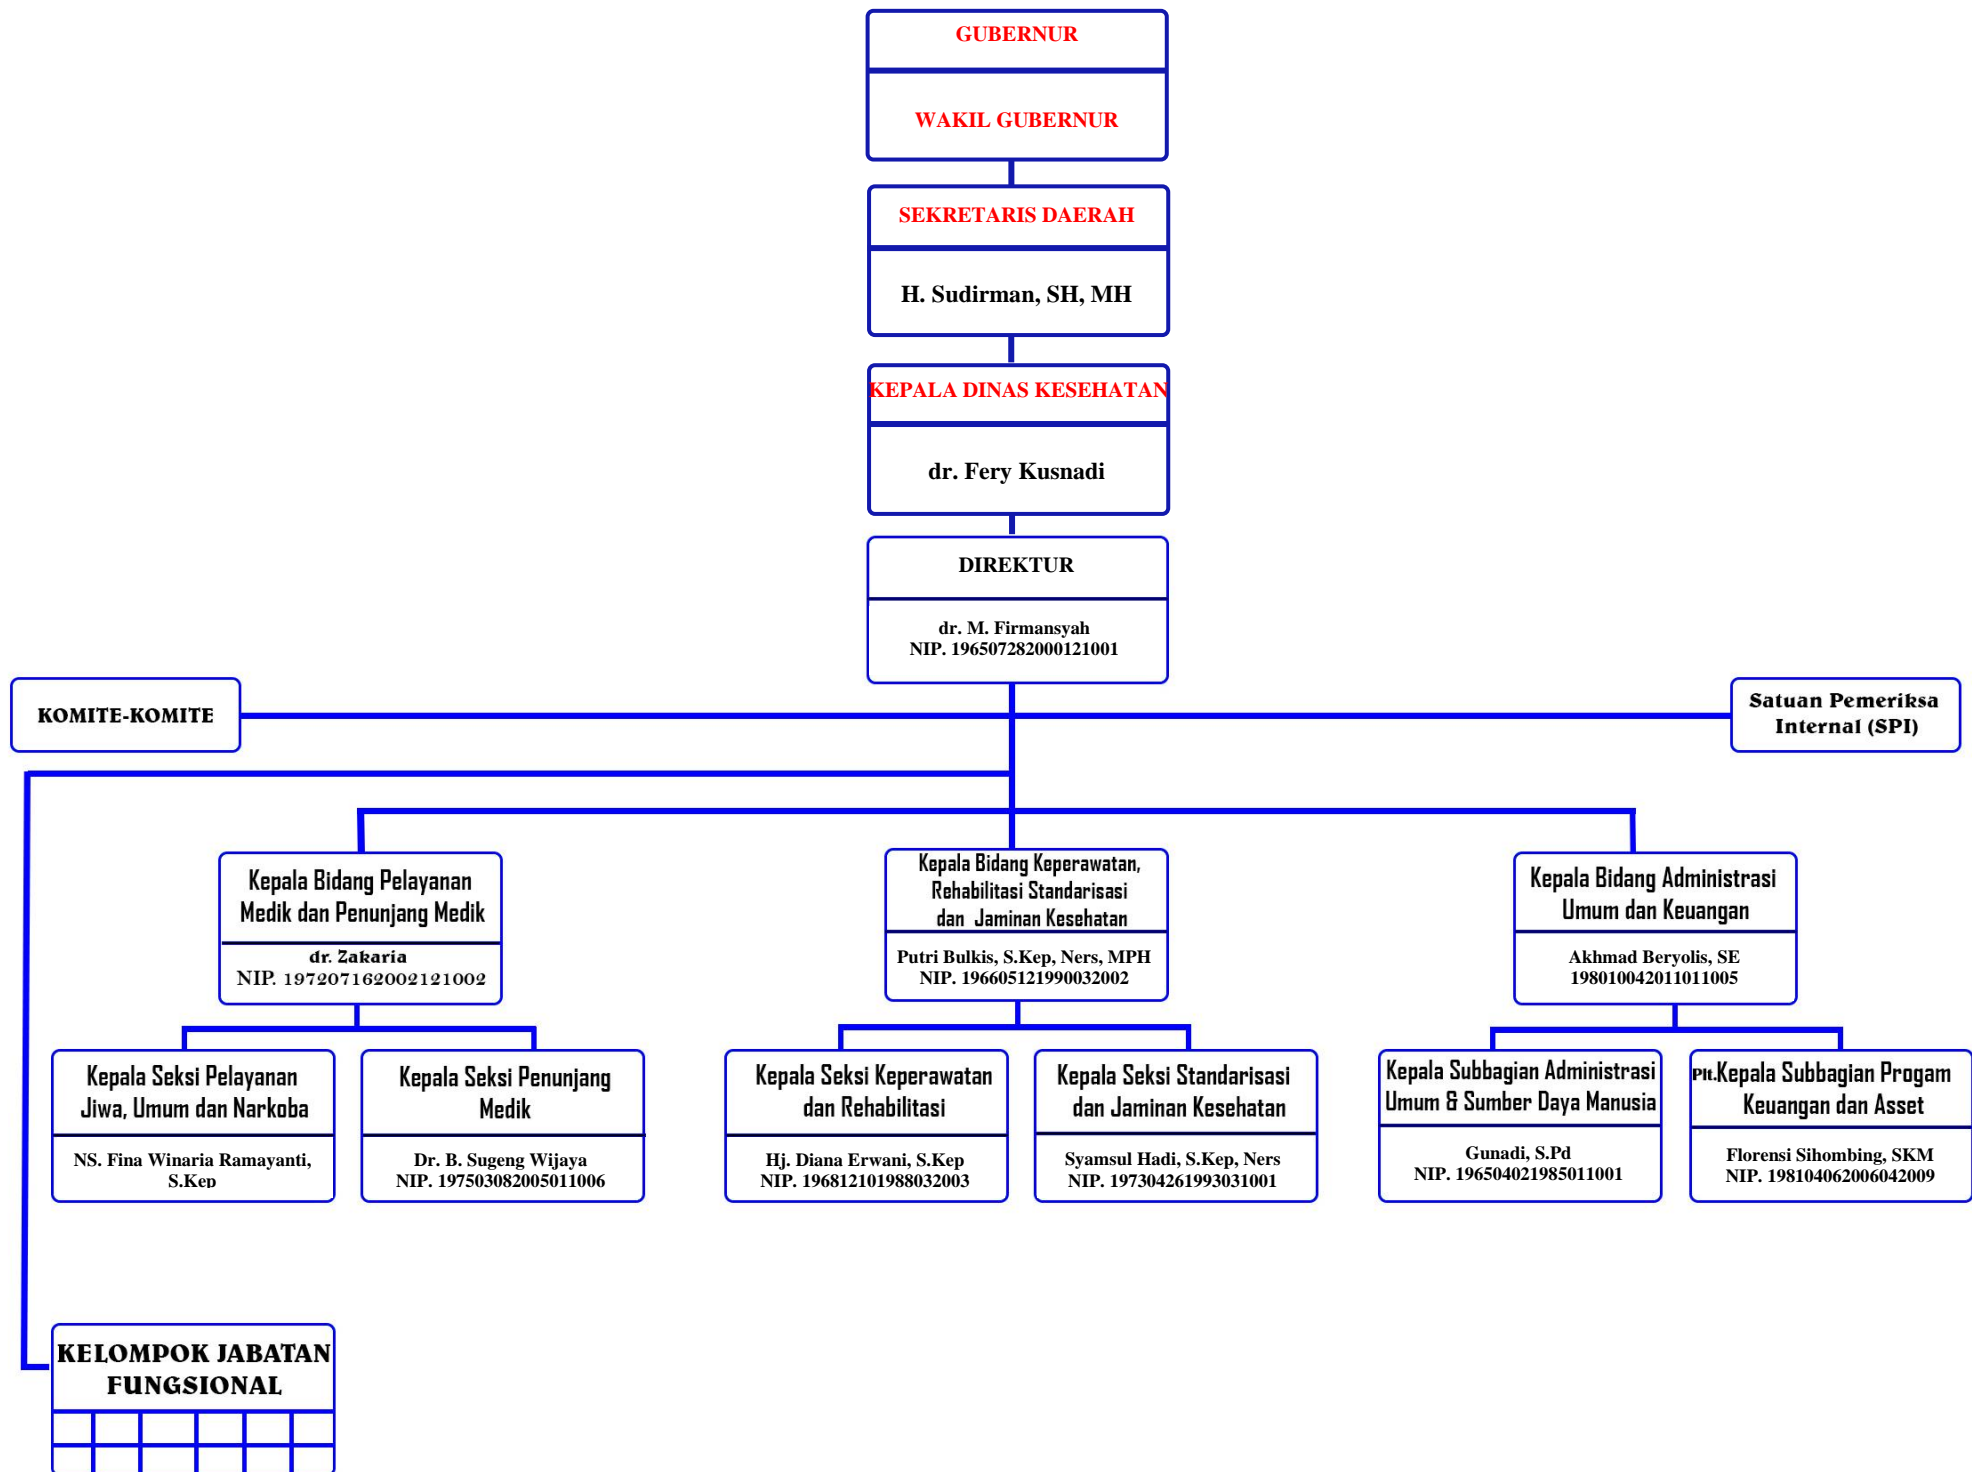 GUBERNUR
WAKIL GUBERNUR
SEKRETARIS DAERAH
H. Sudirman, SH, MH
KEPALA DINAS KESEHATAN
dr. Fery Kusnadi
DIREKTUR
dr. M. Firmansyah
NIP. 196507282000121001
KOMITE-KOMITE
Satuan Pemeriksa
Internal (SPI)
Kepala Bidang Pelayanan
Medik dan Penunjang Medik
dr. Zakaria
NIP. 197207162002121002
Kepala Bidang Keperawatan,
Rehabilitasi Standarisasi
dan Jaminan Kesehatan
Putri Bulkis, S.Kep, Ners, MPH
NIP. 196605121990032002
Kepala Bidang Administrasi
Umum dan Keuangan
Akhmad Beryolis, SE
198010042011011005
Kepala Seksi Pelayanan
Jiwa, Umum dan Narkoba
NS. Fina Winaria Ramayanti,
S.Kep
Kepala Seksi Penunjang
Medik
Dr. B. Sugeng Wijaya
NIP. 197503082005011006
Kepala Seksi Keperawatan
dan Rehabilitasi
Hj. Diana Erwani, S.Kep
NIP. 196812101988032003
Kepala Seksi Standarisasi
dan Jaminan Kesehatan
Syamsul Hadi, S.Kep, Ners
NIP. 197304261993031001
Kepala Subbagian Administrasi
Umum & Sumber Daya Manusia
Gunadi, S.Pd
NIP. 196504021985011001
Plt.Kepala Subbagian Progam
Keuangan dan Asset
Florensi Sihombing, SKM
NIP. 198104062006042009
KELOMPOK JABATAN
FUNGSIONAL